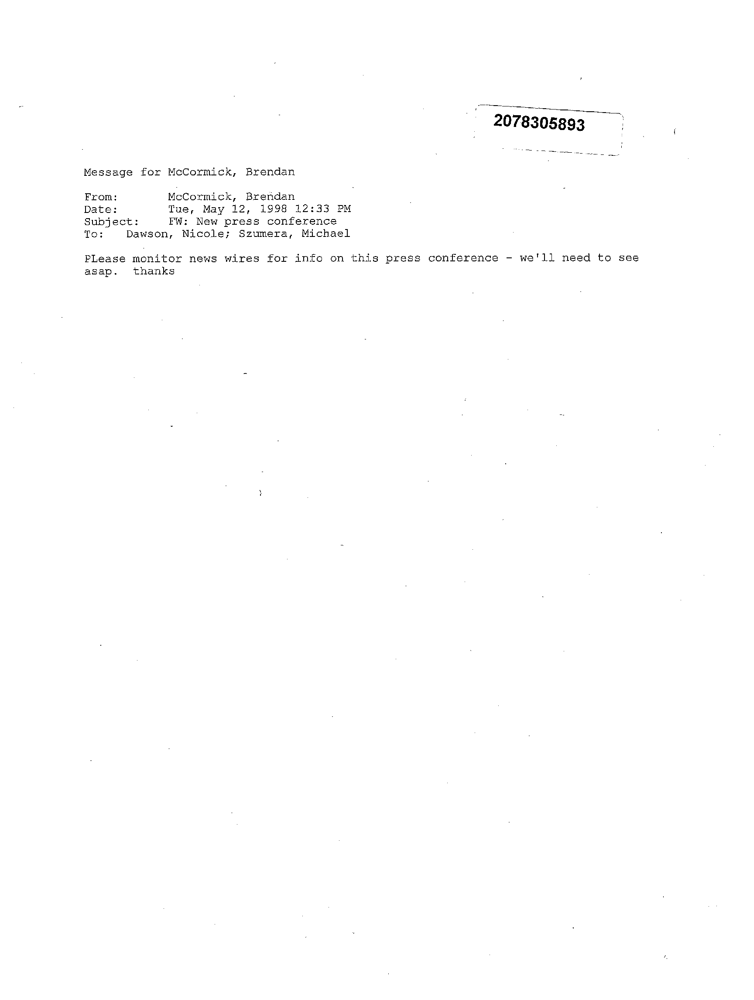 2078305893
Message for McCormick, Brendan
From: McCormick, Brendan
Date: Tue, May 12, 1998 12:33 PM
Subject: FW: New press conference
To: Dawson, Nicole; Szumera, Michael
PLease monitor news wires for info on this press conference - we'll need to see
asap. thanks